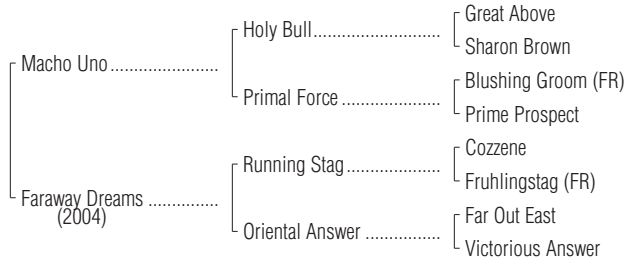 Great Above
Holy Bull....................
Sharon Brown
Macho Uno ......................
Blushing Groom (FR)
Primal Force ....................
Prime Prospect
Cozzene
Running Stag...................
Fruhlingstag (FR)
Faraway Dreams ..............
(2004)
Far Out East
Oriental Answer ...............
Victorious Answer